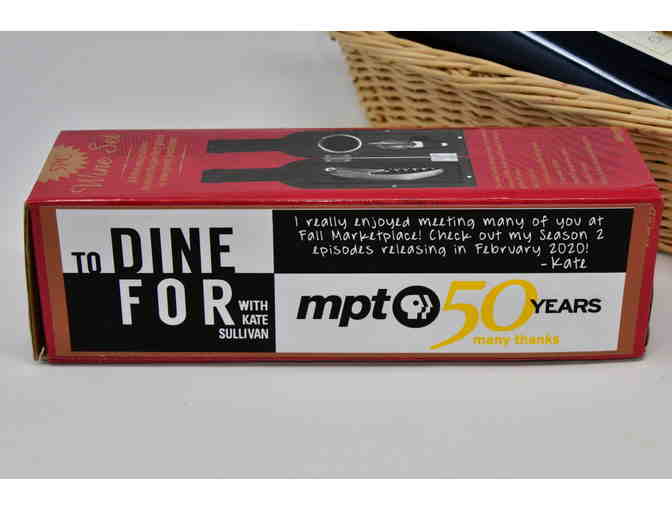 Wine Set
TO DINE
FOR
WITH
KATE
SULLIVAN
I really enjoyed meeting many of you at
Fall Marketplace! Check out my Season 2
episodes releasing in February 2020!
-Kate
mpt 50 YEARS
many thanks